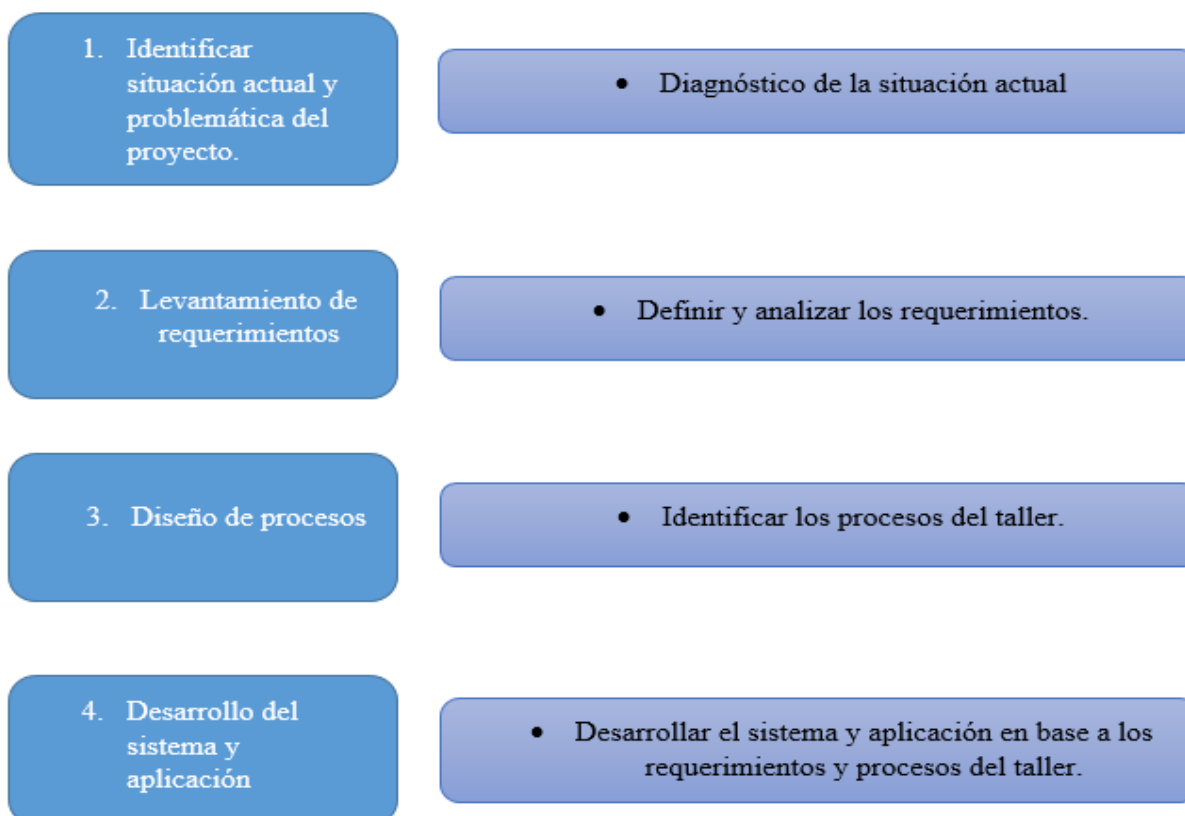 1. Identificar
situación actual y
problemática del
proyecto.
• Diagnóstico de la situación actual
2. Levantamiento de
requerimientos
• Definir y analizar los requerimientos.
3. Diseño de procesos
• Identificar los procesos del taller.
4. Desarrollo del
sistema y
aplicación
• Desarrollar el sistema y aplicación en base a los
requerimientos y procesos del taller.